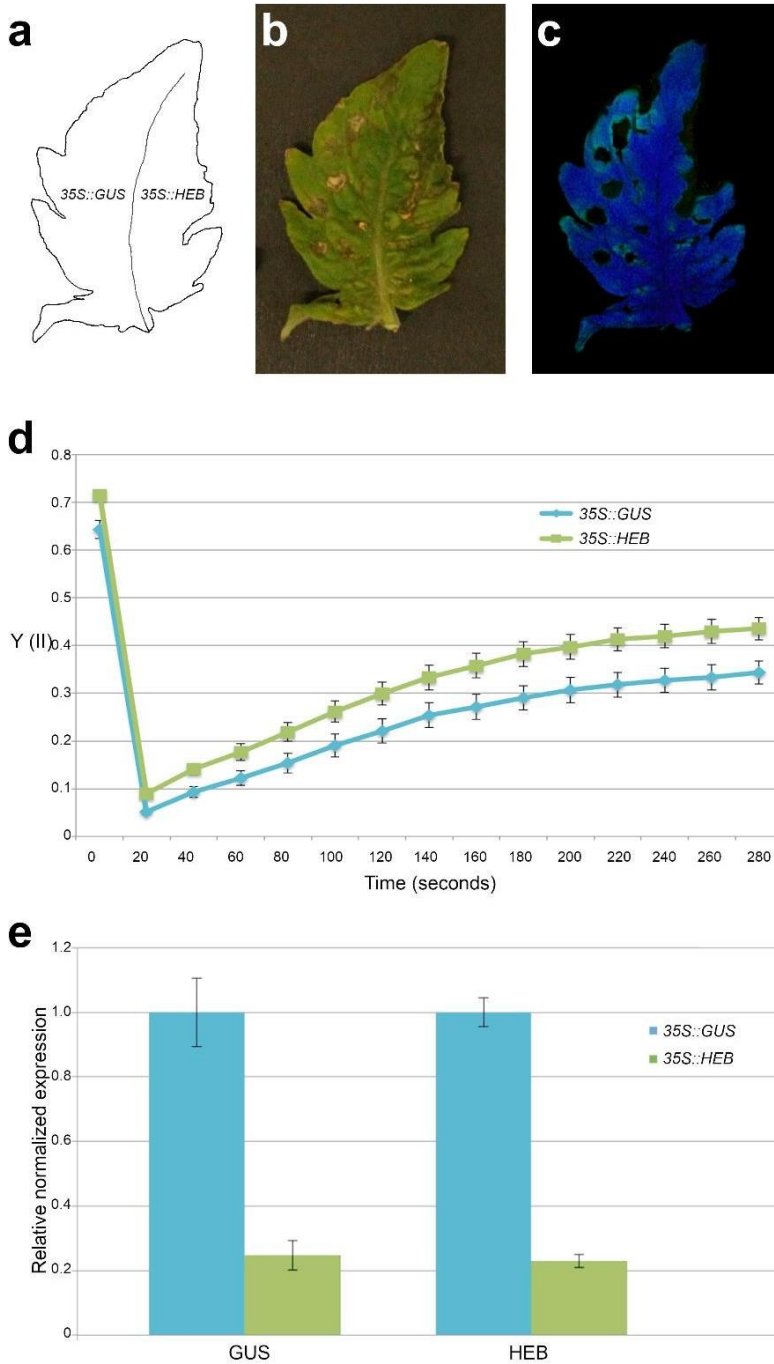 a
b
c
35S::GUS
35S::HEB
d
0.8
0.7
0.6
0.5
Y (II)
0.4
0.3
0.2
0.1
0
35S::GUS
35S::HEB
0 20 40 60 80 100 120 140 160 180 200 220 240 260 280
Time (seconds)
e
1.2
1.0
0.8
0.6
0.4
0.2
0
Relative normalized expression
35S::GUS
35S::HEB
GUS HEB